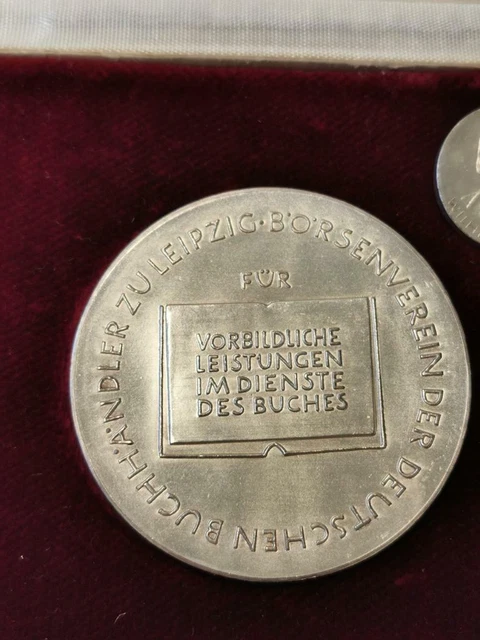 BÖRSENVEREIN DER DEUTSCHEN BUCHHÄNDLER ZU LEIPZIG ·
FÜR
VORBILDLICHE
LEISTUNGEN
IM DIENSTE
DES BUCHES